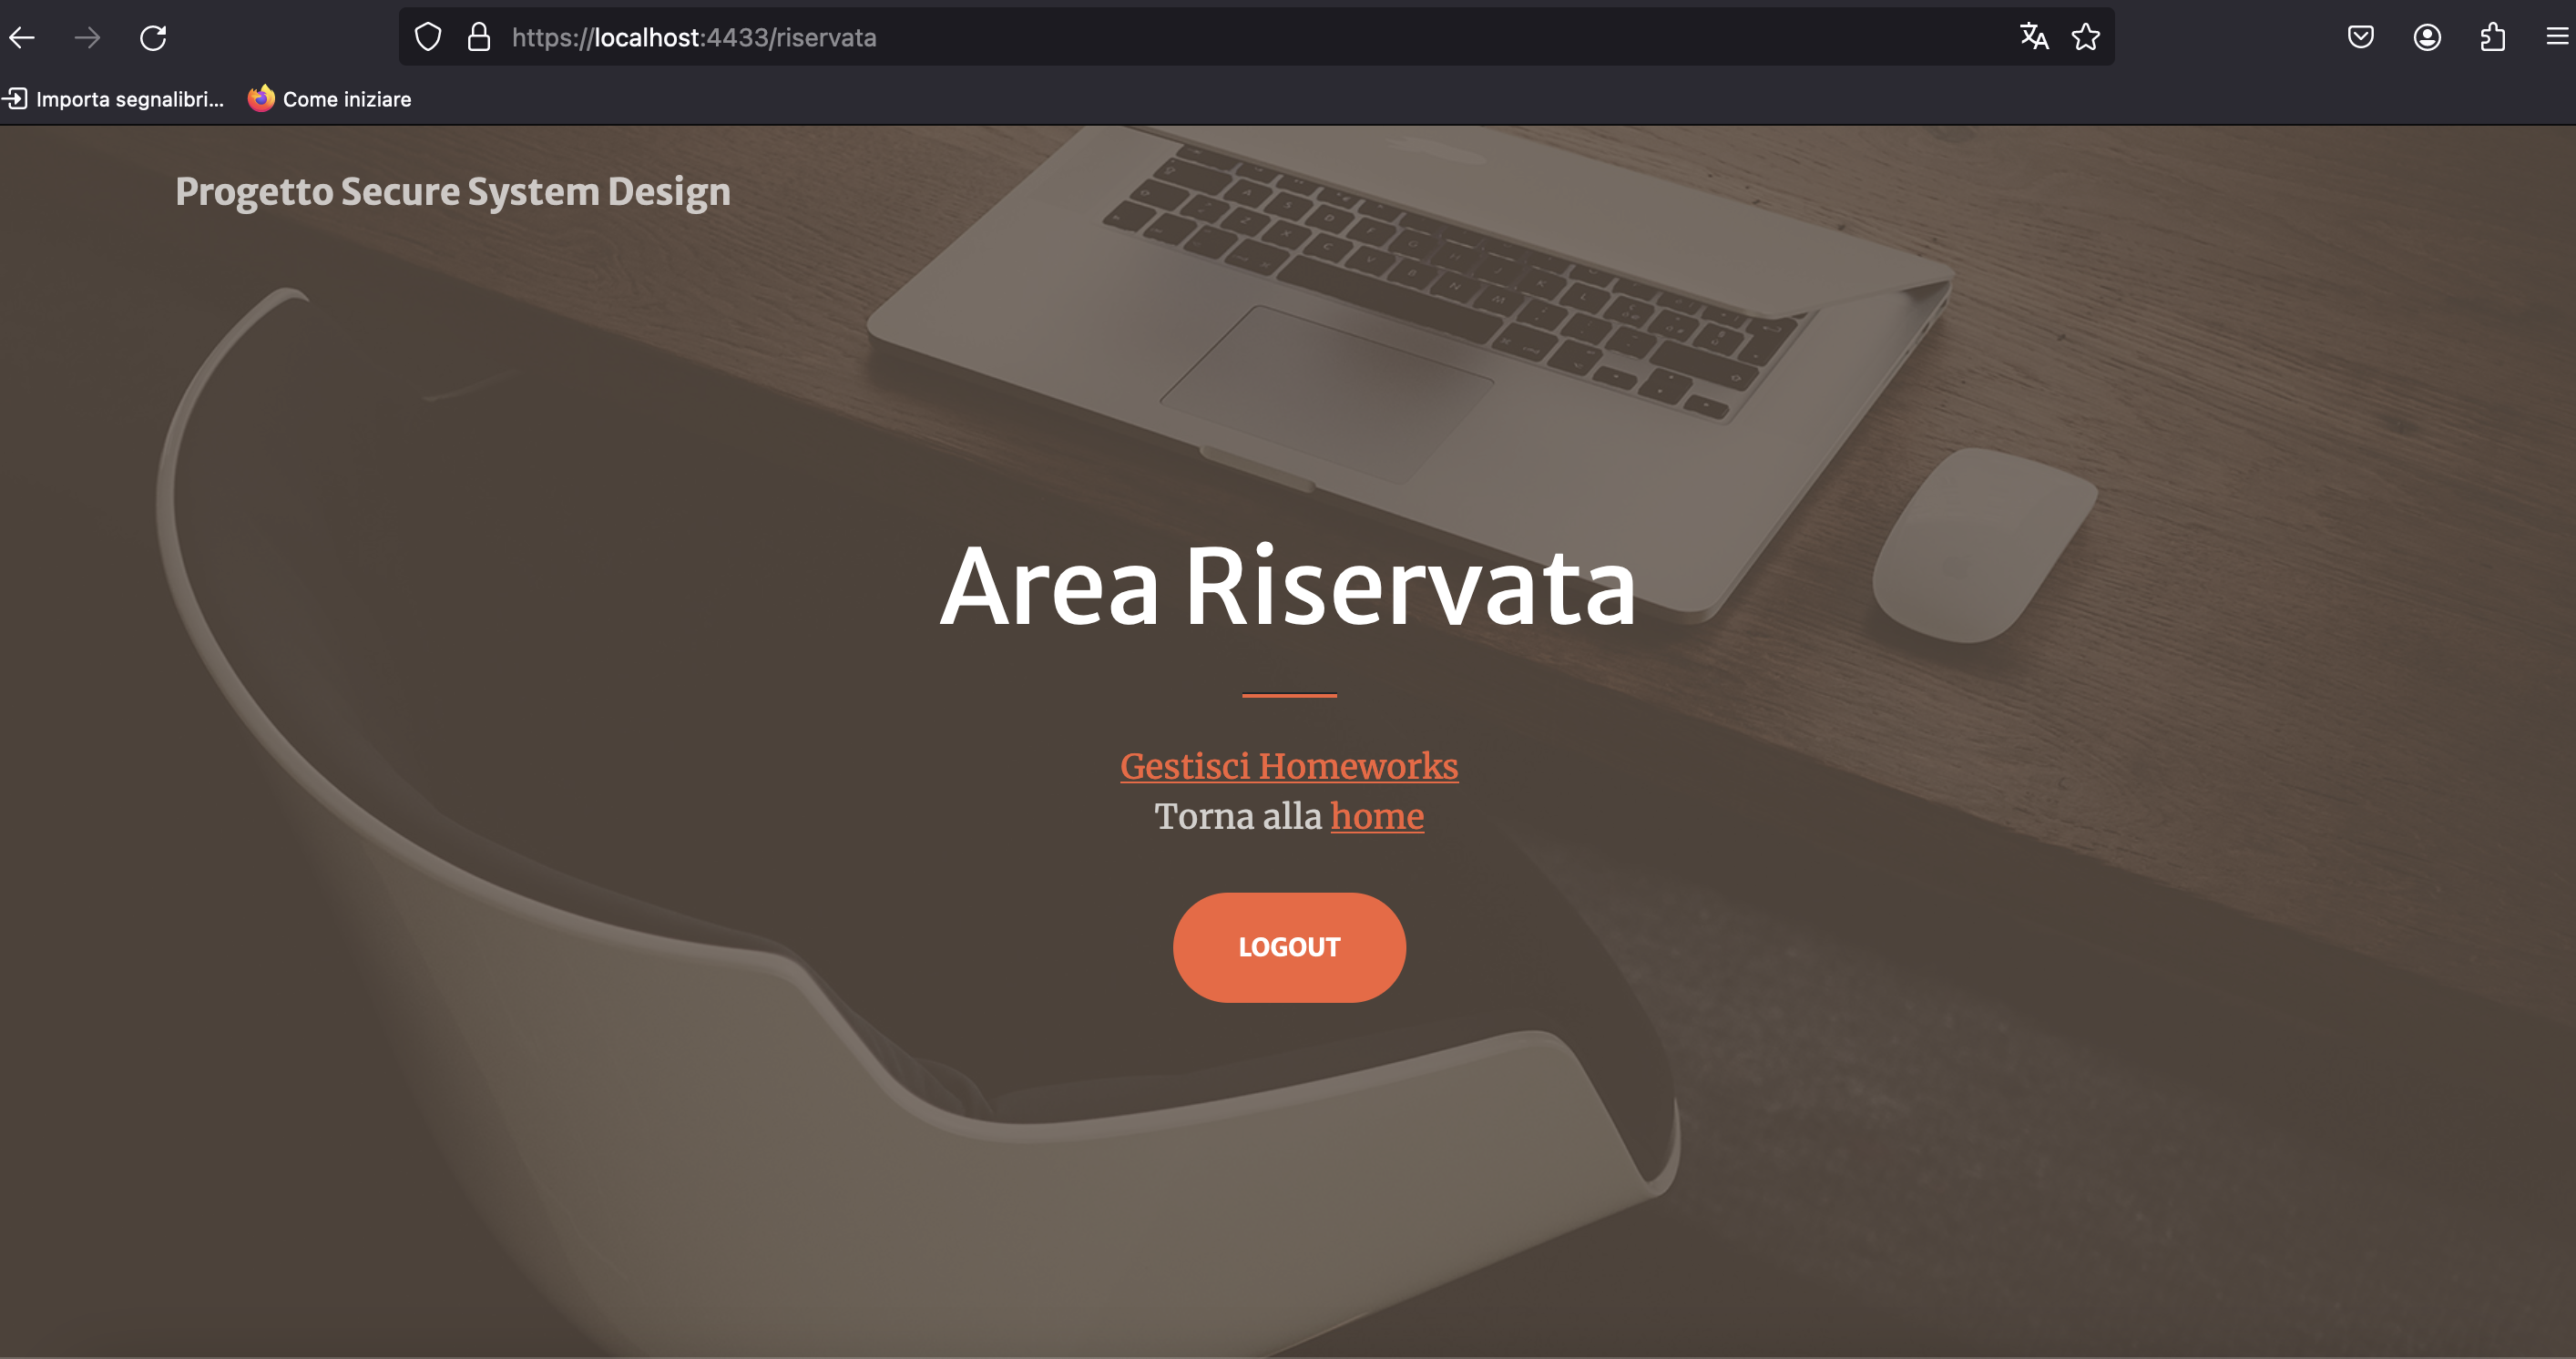 https://localhost:4433/riservata
Importa segnalibri... Come iniziare
Progetto Secure System Design
Area Riservata
Gestisci Homeworks
Torna alla home
LOGOUT